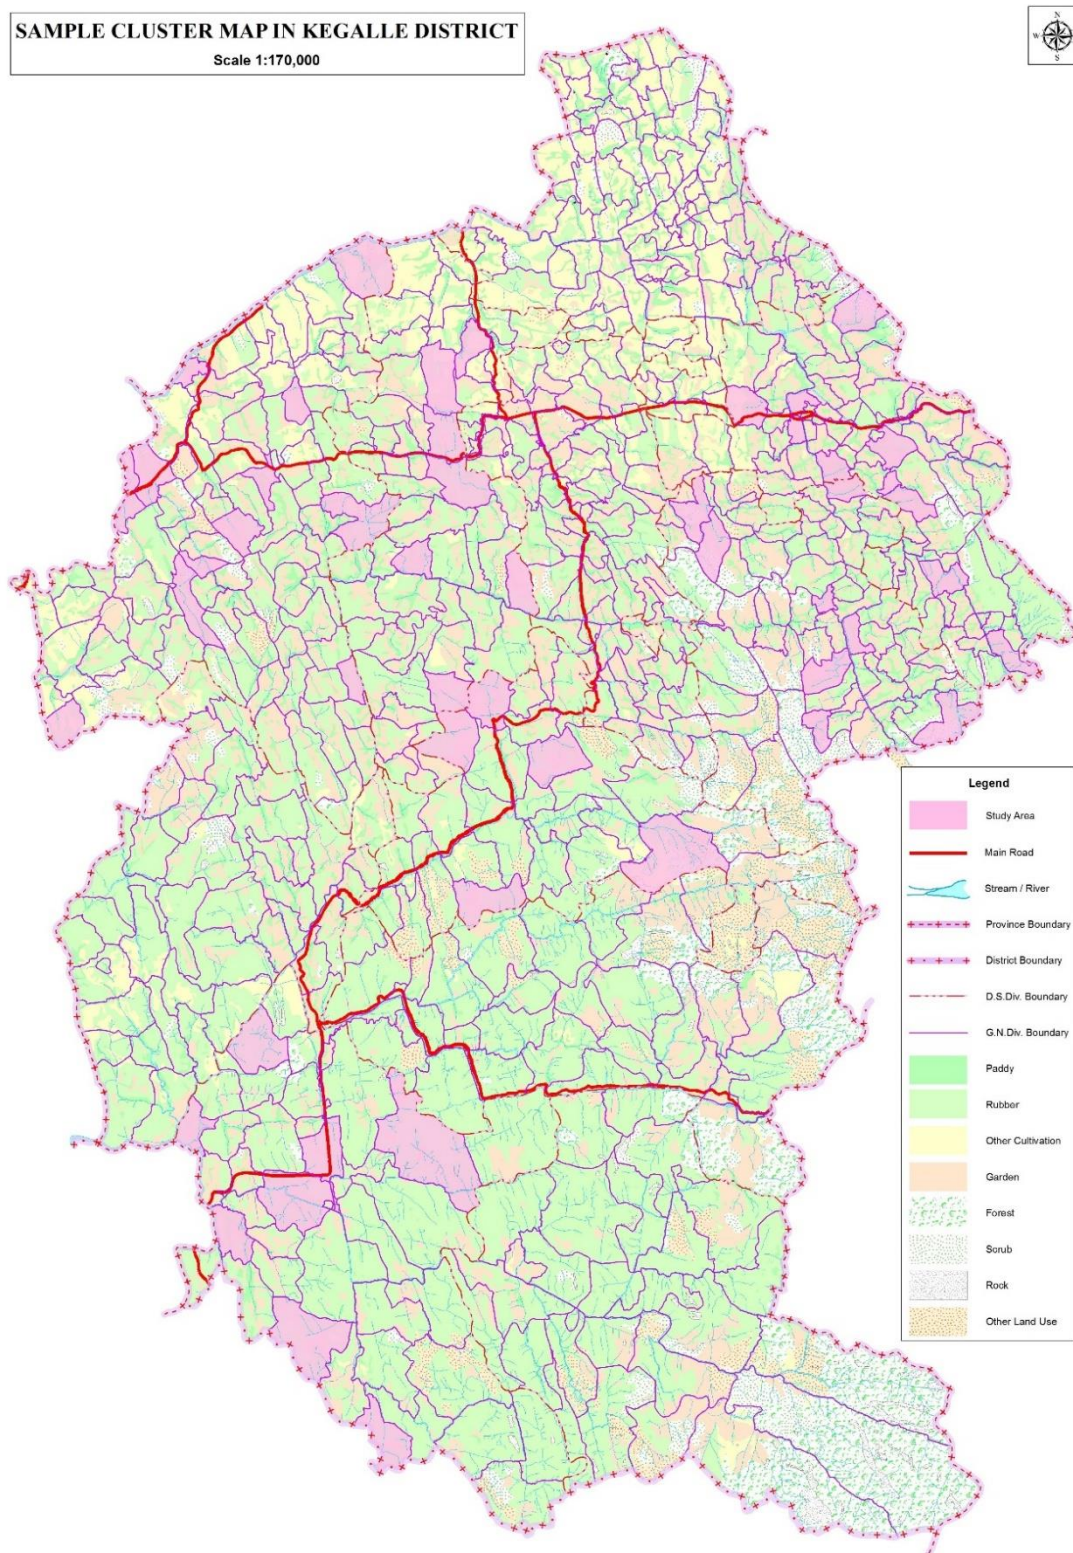 SAMPLE CLUSTER MAP IN KEGALLE DISTRICT
Scale 1:170,000
N
W
S
Legend
Study Area
Main Road
Stream / River
Province Boundary
District Boundary
D.S.Div. Boundary
G.N.Div. Boundary
Paddy
Rubber
Other Cultivation
Garden
Forest
Scrub
Rock
Other Land Use